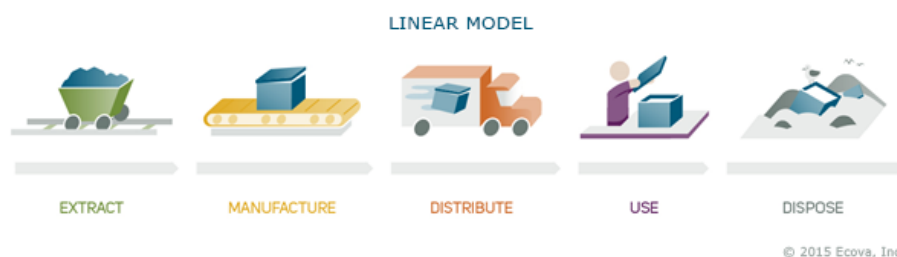 LINEAR MODEL
EXTRACT MANUFACTURE DISTRIBUTE USE DISPOSE
© 2015 Ecova, Inc